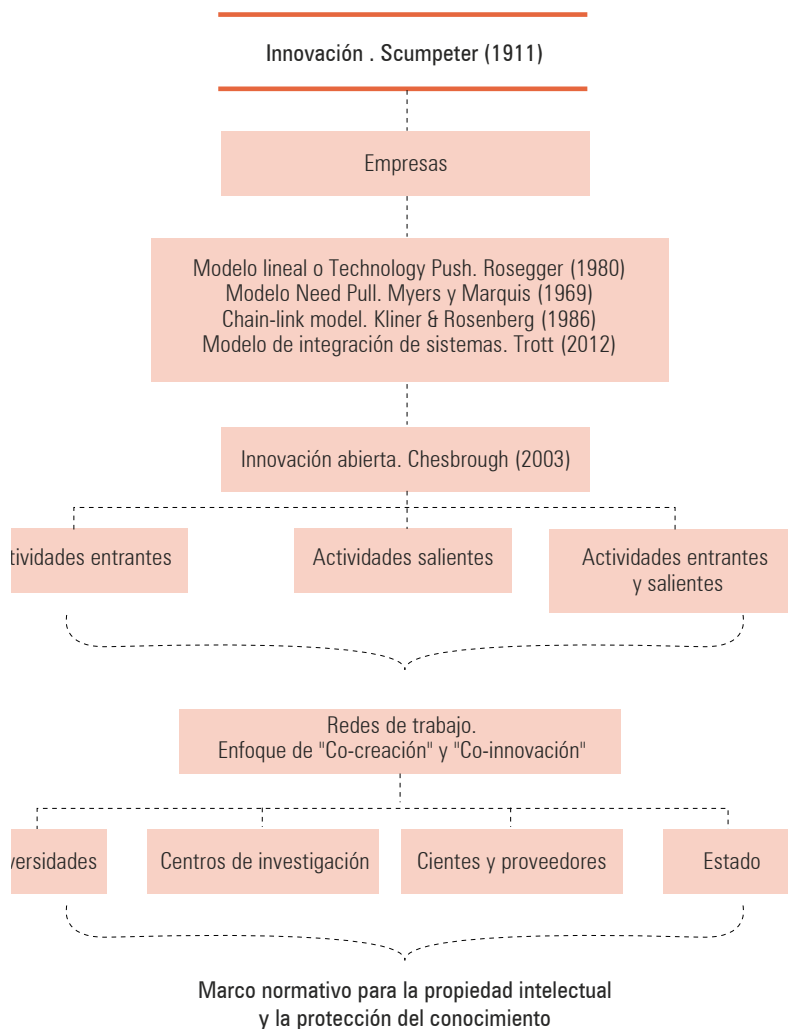 Innovación . Scumpeter (1911)
Empresas
Modelo lineal o Technology Push. Rosegger (1980)
Modelo Need Pull. Myers y Marquis (1969)
Chain-link model. Kliner & Rosenberg (1986)
Modelo de integración de sistemas. Trott (2012)
Innovación abierta. Chesbrough (2003)
tividades entrantes
Actividades salientes
Actividades entrantes
y salientes
Redes de trabajo.
Enfoque de "Co-creación" y "Co-innovación"
versidades
Centros de investigación
Cientes y proveedores
Estado
Marco normativo para la propiedad intelectual
y la protección del conocimiento